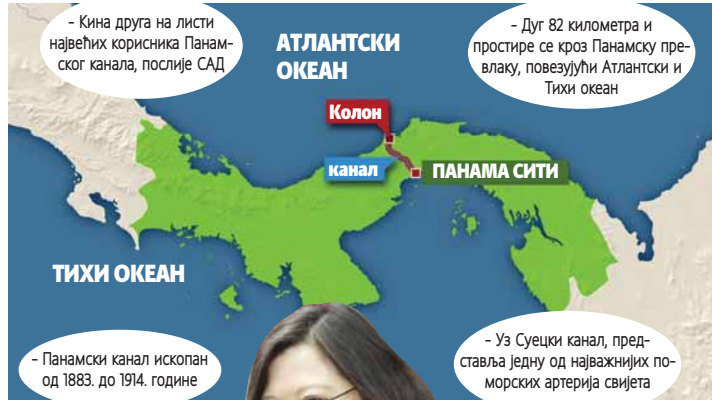 - Кина друга на листи
највећих корисника Панам-
ског канала, послије САД
АТЛАНТСКИ
ОКЕАН
- Дуг 82 километра и
простире се кроз Панамску пре-
влаку, повезујући Атлантски и
Тихи океан
Колон
канал
ПАНАМА СИТИ
ТИХИ ОКЕАН
- Панамски канал ископан
од 1883. до 1914. године
- Уз Суецки канал, пред-
ставља једну од најважнијих по-
морских артерија свијета